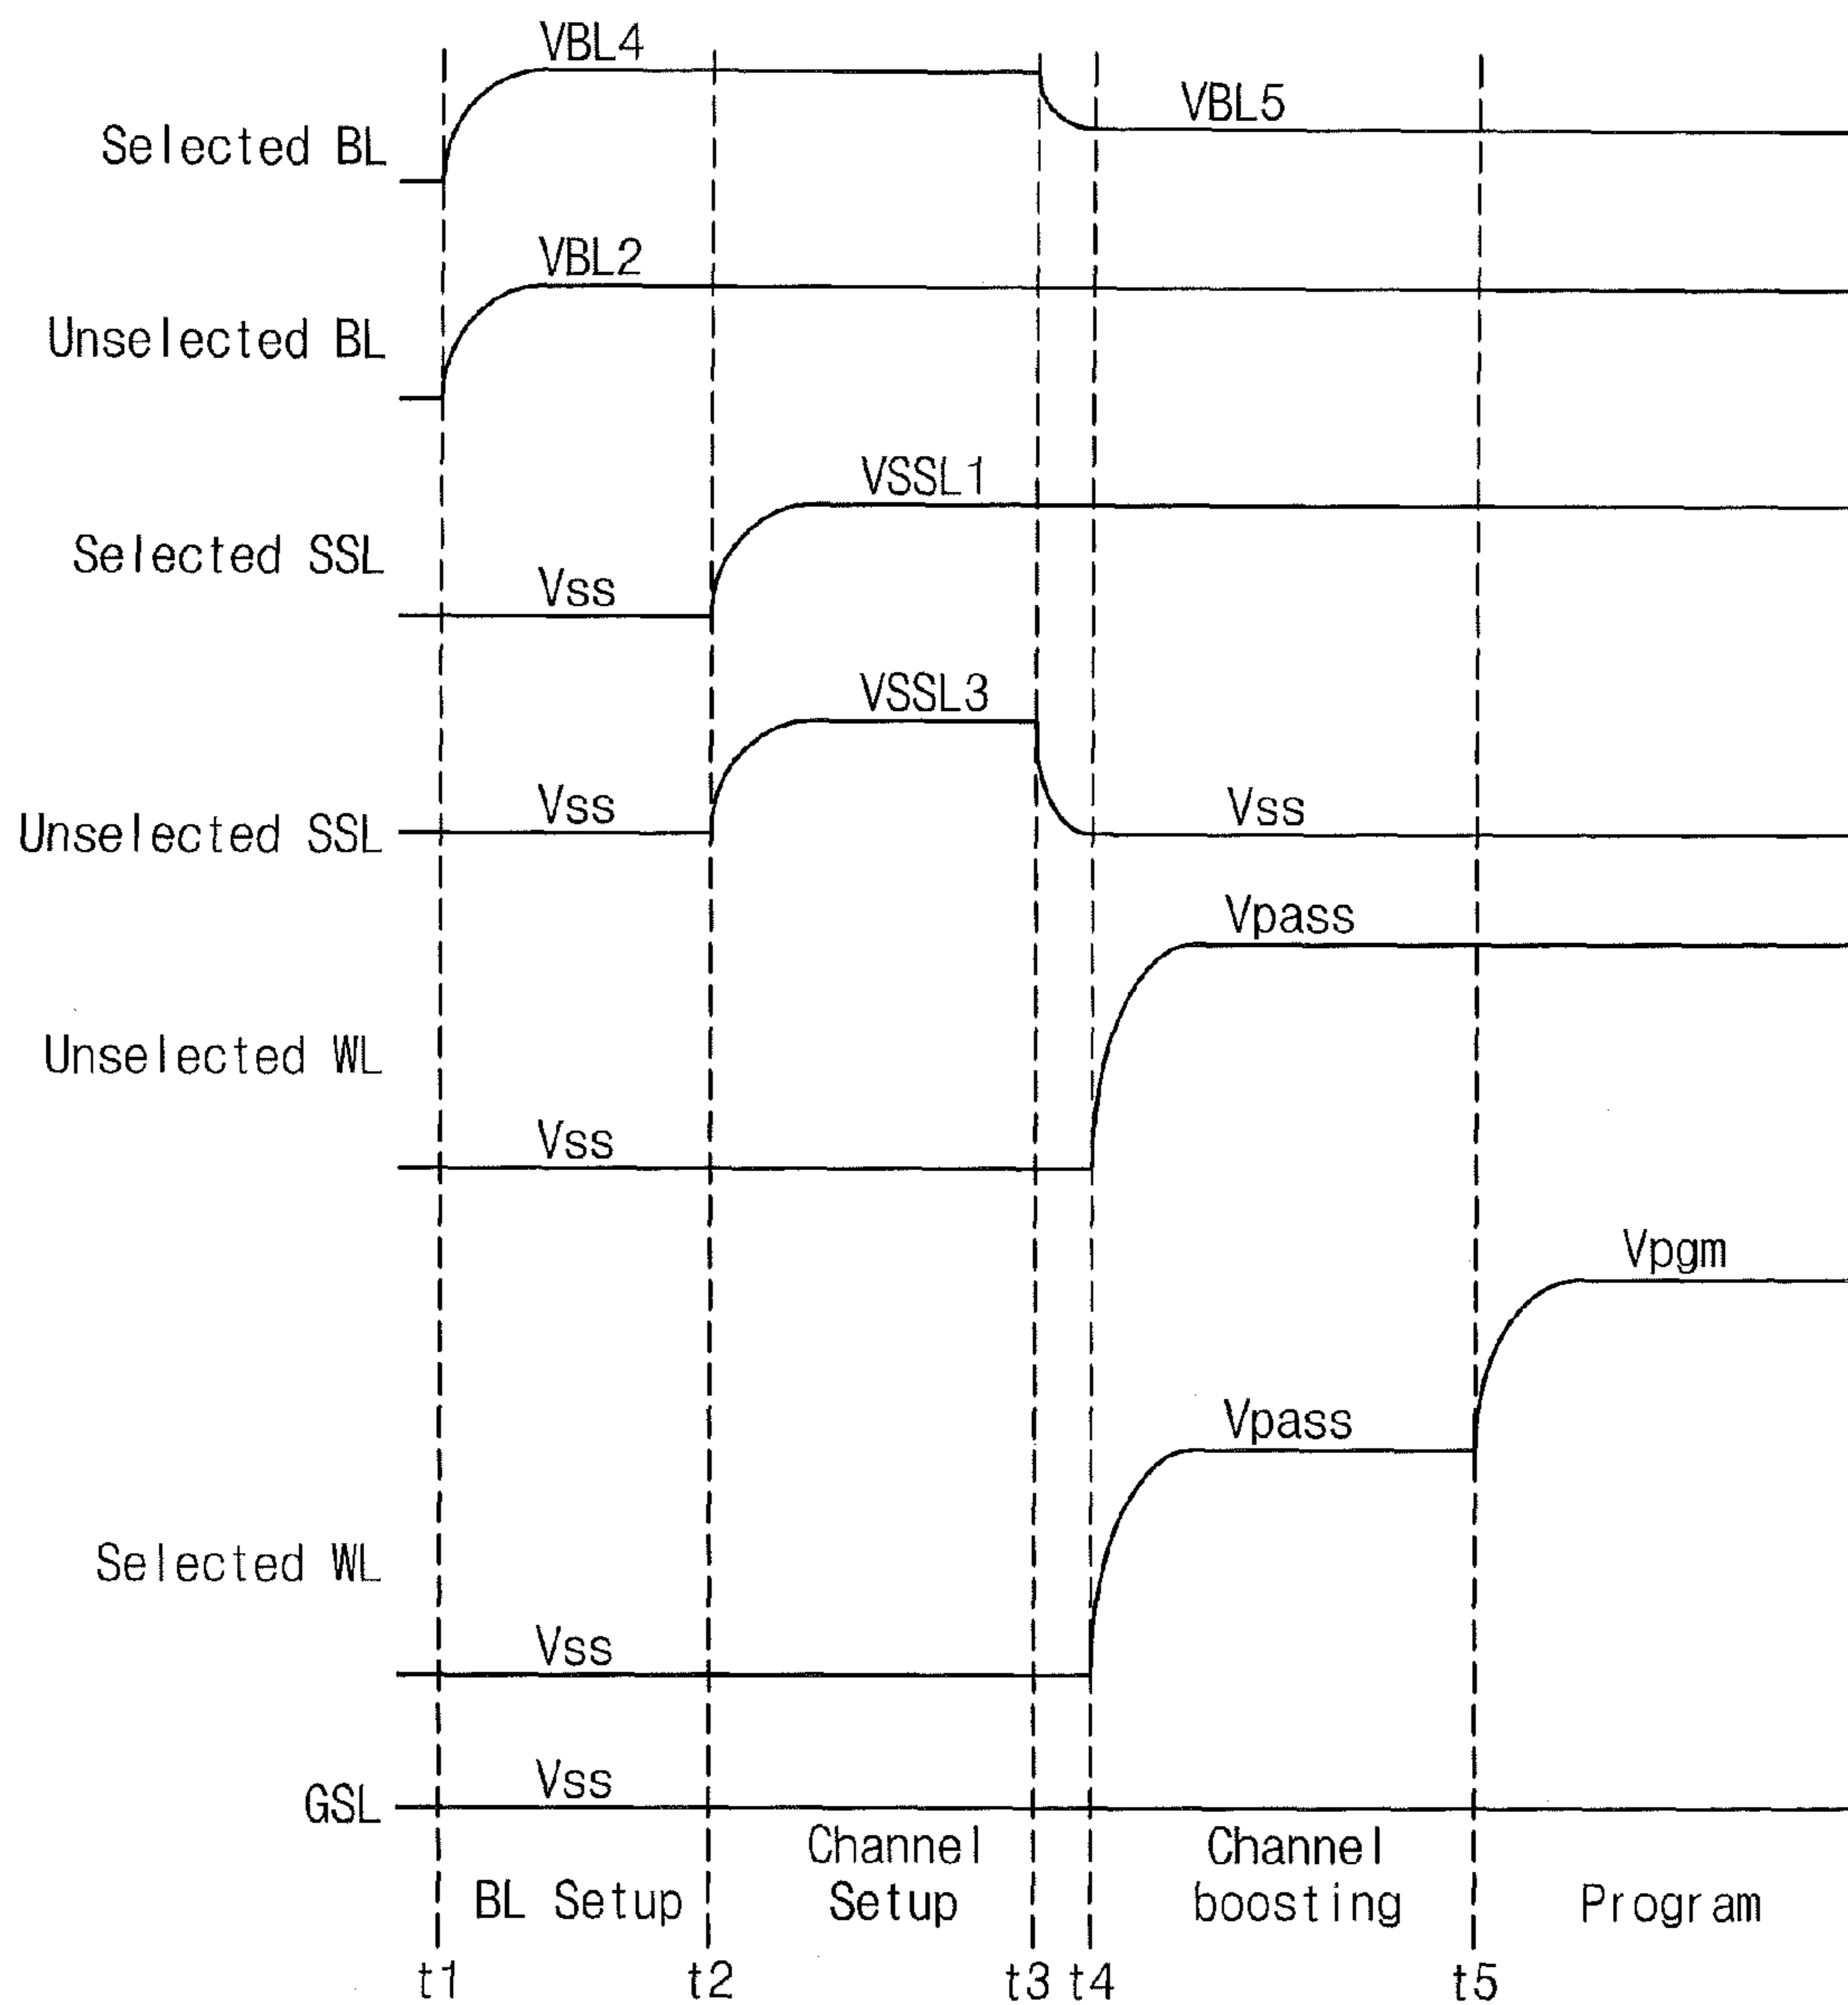 VBL4
VBL5
Selected BL
VBL2
Unselected BL
VSSL1
Selected SSL
Vss
VSSL3
Vss
Vss
Unselected SSL
Vpass
Unselected WL
Vss
Vpgm
Vpass
Selected WL
Vss
Vss
GSL
Channel
Channel
BL Setup
Setup
boosting
Program
t1
t2
t3
t4
t5